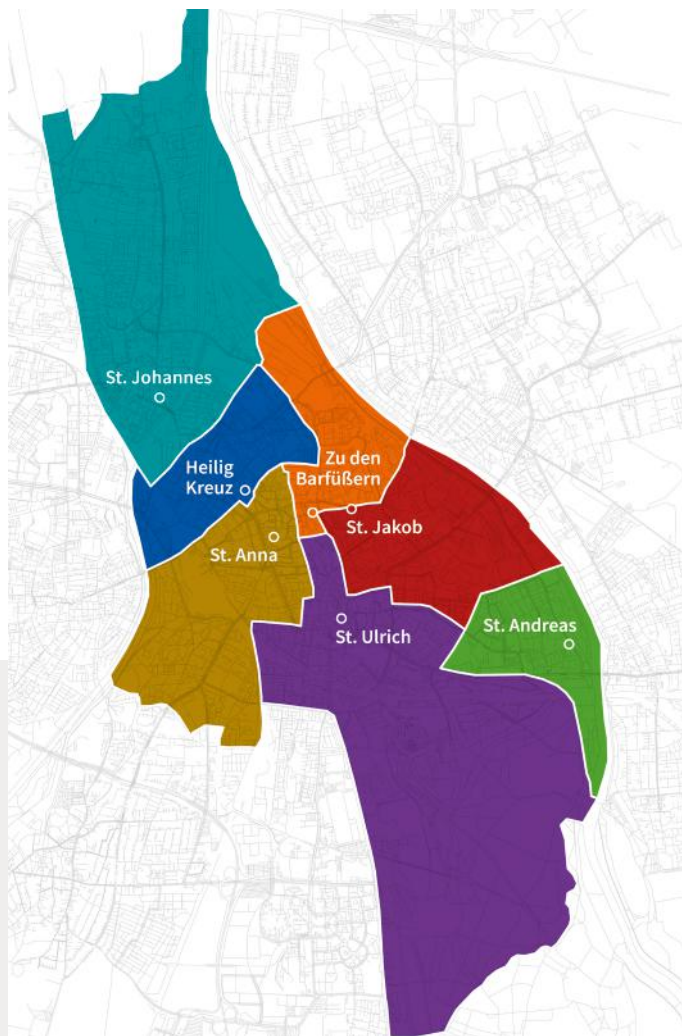 St. Johannes
Heilig
Kreuz
Zu den
Barfüßern
St. Jakob
St. Anna
St. Ulrich
St. Andreas